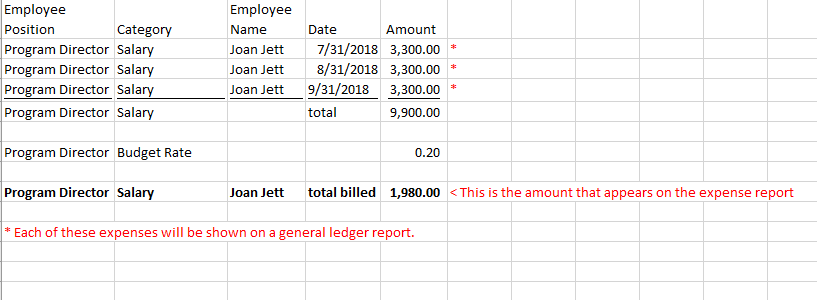 Employee Position Category Employee Name Date Amount
Program Director Salary Joan Jett 7/31/2018 3,300.00 *
Program Director Salary Joan Jett 8/31/2018 3,300.00 *
Program Director Salary Joan Jett 9/31/2018 3,300.00 *
Program Director Salary total 9,900.00
Program Director Budget Rate 0.20
Program Director Salary Joan Jett total billed 1,980.00 < This is the amount that appears on the expense report
* Each of these expenses will be shown on a general ledger report.